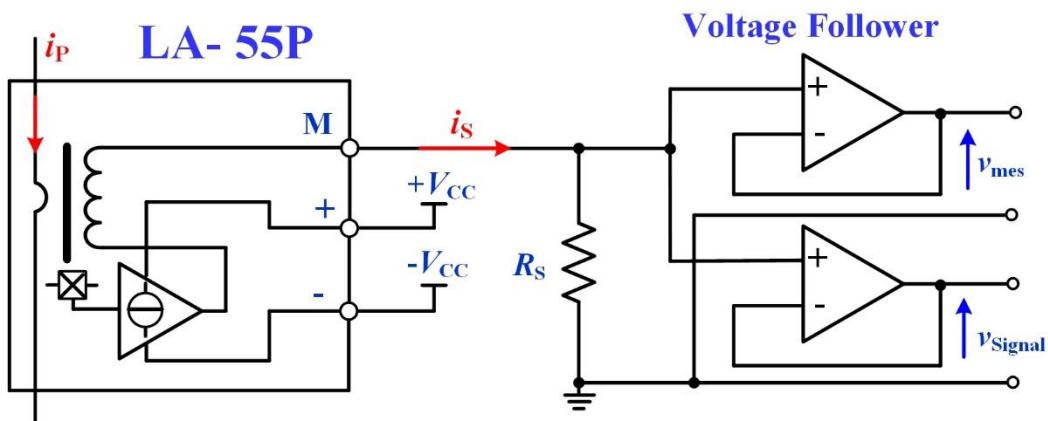 LA- 55P
Voltage Follower
iP
M
iS
+
-
+VCC
-VCC
RS
+
-
vmes
+
-
vSignal